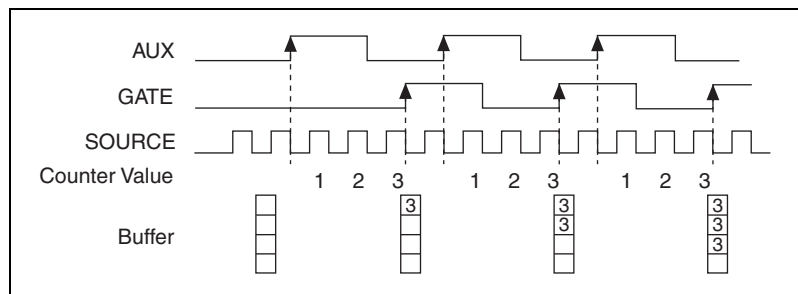 AUX
GATE
SOURCE
Counter Value 1 2 3 1 2 3 1 2 3
Buffer
3 3 3
3 3
3